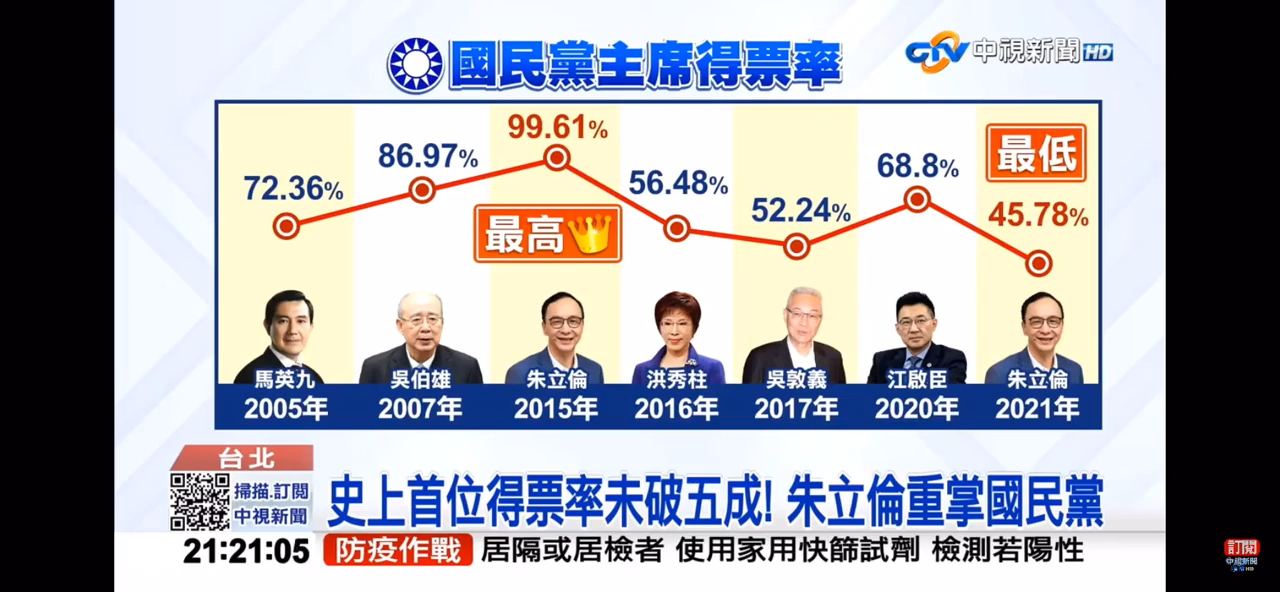 國民黨主席得票率
CTV中視新聞HD
72.36%
86.97%
99.61%
56.48%
52.24%
68.8%
45.78%
最高
最低
馬英九
2005年
吳伯雄
2007年
朱立倫
2015年
洪秀柱
2016年
吳敦義
2017年
江啟臣
2020年
朱立倫
2021年
台北
掃描.訂閱
中視新聞
史上首位得票率未破五成! 朱立倫重掌國民黨
21:21:05
防疫作戰
居隔或居檢者 使用家用快篩試劑 檢測若陽性
訂閱
中視新聞